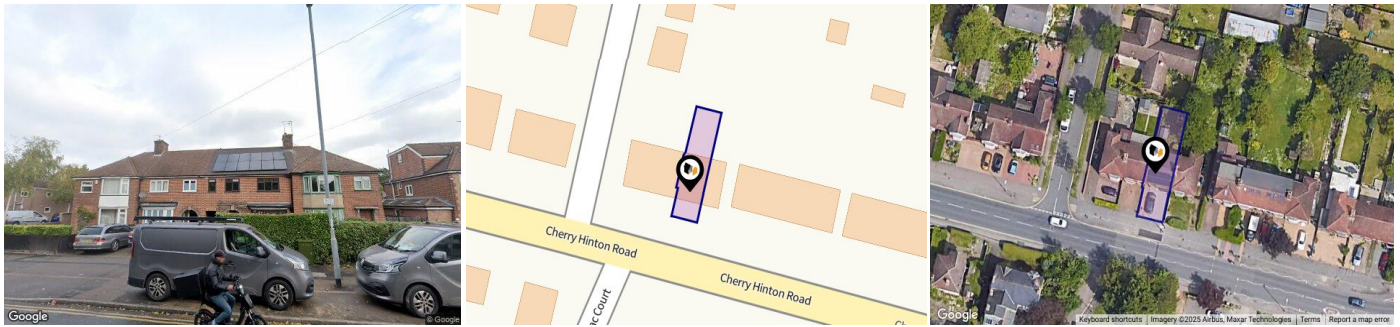 Google
© Google
Cherry Hinton Road
Cherry Hinton Road
ac Court
Google
Keyboard shortcuts
Imagery ©2025 Airbus, Maxar Technologies
Terms
Report a map error